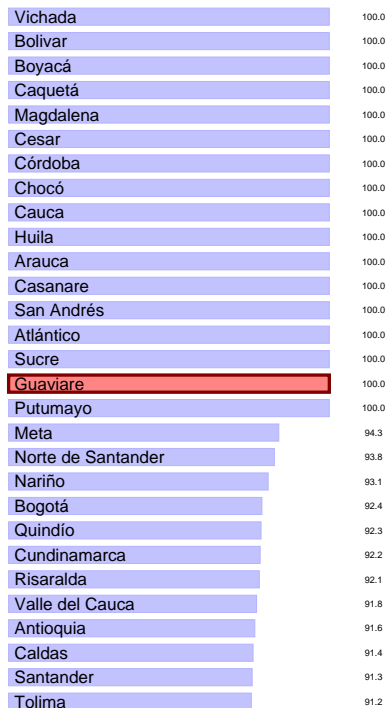 Vichada 100.0
Bolivar 100.0
Boyacá 100.0
Caquetá 100.0
Magdalena 100.0
Cesar 100.0
Córdoba 100.0
Chocó 100.0
Cauca 100.0
Huila 100.0
Arauca 100.0
Casanare 100.0
San Andrés 100.0
Atlántico 100.0
Sucre 100.0
Guaviare 100.0
Putumayo 100.0
Meta 94.3
Norte de Santander 93.8
Nariño 93.1
Bogotá 92.4
Quindío 92.3
Cundinamarca 92.2
Risaralda 92.1
Valle del Cauca 91.8
Antioquia 91.6
Caldas 91.4
Santander 91.3
Tolima 91.2